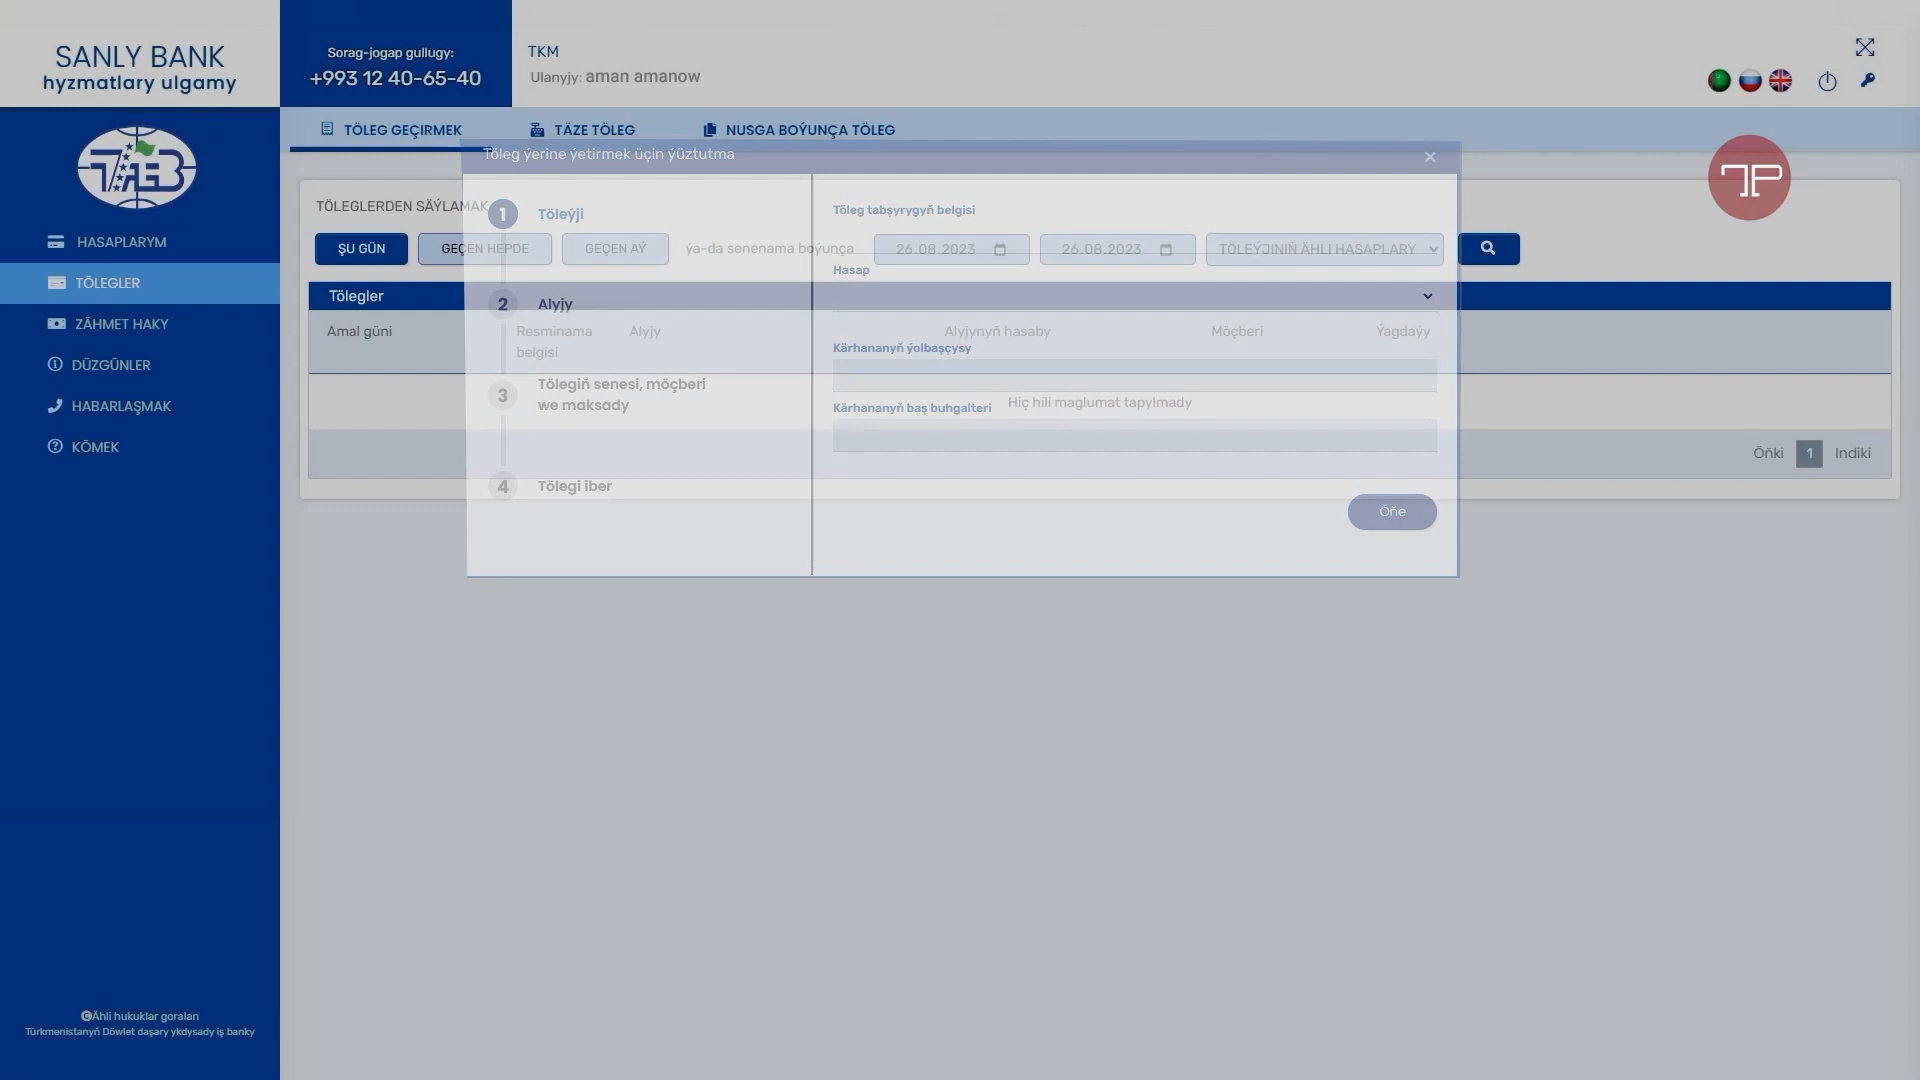 SANLY BANK
hyzmatlary ulgamy
Sorag-jogap gullugy:
+993 12 40-65-40
TKM
Ulanyjy: aman amanow
TÖLEG GEÇIRMEK
TÄZE TÖLEG
NUSGA BOÝUNÇA TÖLEG
TDDYIB
HASAPLARYM
TÖLEGLER
ZÄHMET HAKY
DÜZGÜNLER
HABARLAŞMAK
KÖMEK
TP
TÖLEGLERDEN SÄÝLAMAK
ŞU GÜN
GEÇEN HEPDE
GEÇEN AÝ
ýa-da senenama boýunça
26.08.2023
26.08.2023
TÖLEÝJINIŇ ÄHLI HASAPLARY
Tölegler
Amal güni
Resminama
belgisi
Alyjy
Alyjynyň hasaby
Möçberi
Ýagdaýy
Hiç hili maglumat tapylmady
Öňki
1
Indiki
Töleg ýerine ýetirmek üçin ýüztutma
1
Töleýji
2
Alyjy
3
Tölegiň senesi, möçberi
we maksady
4
Tölegi iber
Töleg tabşyrygyň belgisi
Hasap
Kärhananyň ýolbaşçysy
Kärhananyň baş buhgalteri
Öňe
©Ähli hukuklar goralan
Türkmenistanyň Döwlet daşary ykdysady iş banky